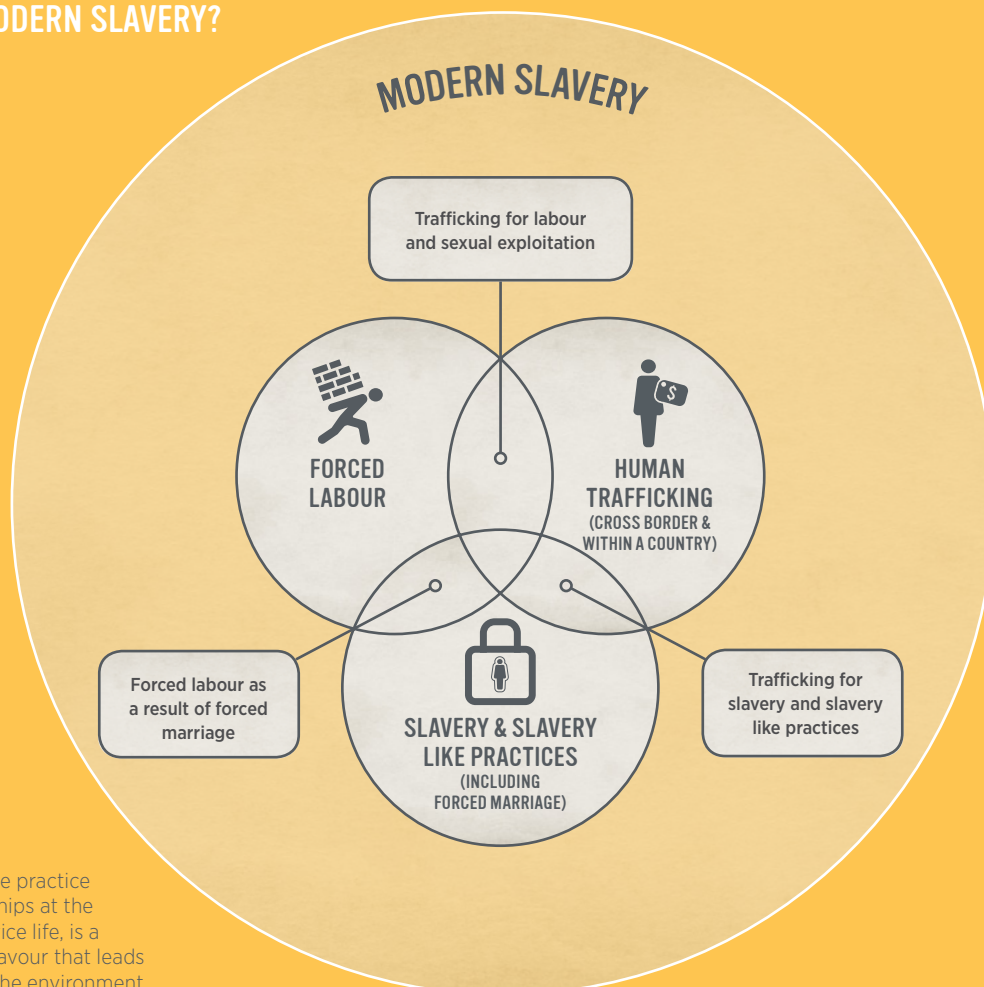 ODERN SLAVERY?
MODERN SLAVERY
Trafficking for labour
and sexual exploitation
$
FORCED
LABOUR
HUMAN
TRAFFICKING
(CROSS BORDER &
WITHIN A COUNTRY)
Forced labour as
a result of forced
marriage
Trafficking for
slavery and slavery
like practices
SLAVERY & SLAVERY
LIKE PRACTICES
(INCLUDING
FORCED MARRIAGE)
e practice
hips at the
ice life, is a
avour that leads
he environment